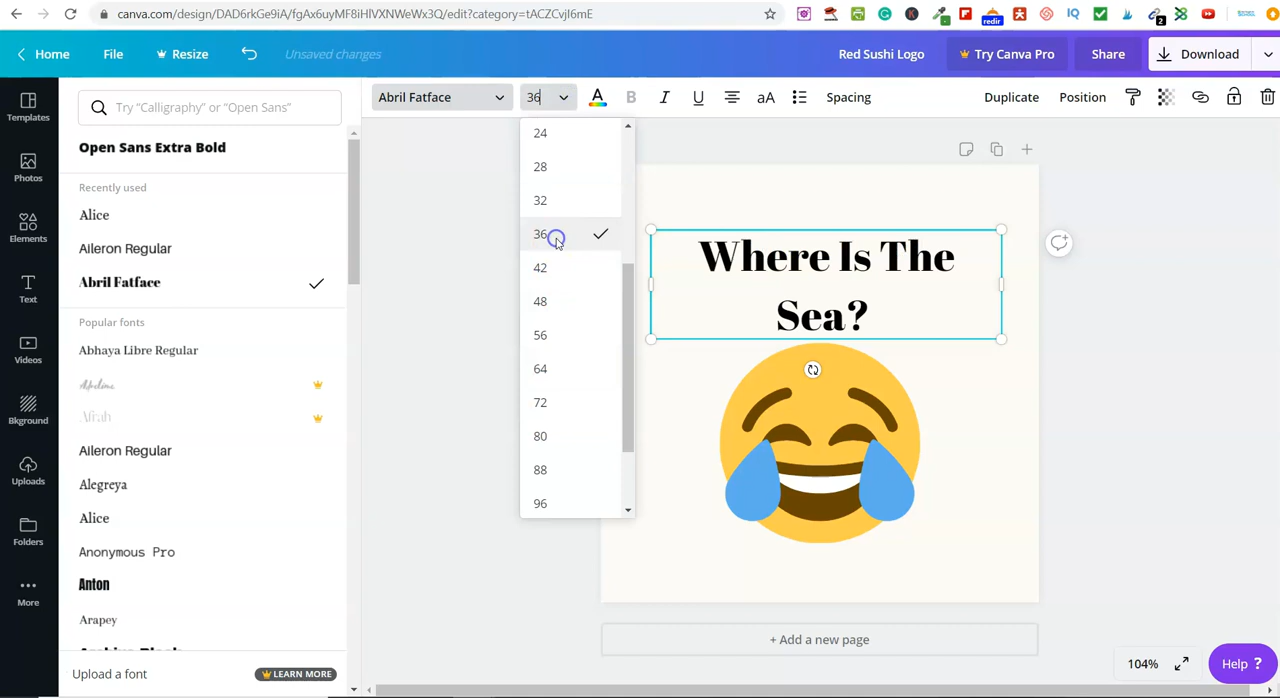 canva.com/design/DAD6rkGe9iA/fgAx6uyMF8iHlVXNWeWx3Q/edit?category=tACZCvjI6mE
redir
2
Home
File
Resize
Unsaved changes
Red Sushi Logo
Try Canva Pro
Share
Download
Templates
Photos
Elements
Text
Videos
Bkground
Uploads
Folders
More
Try “Calligraphy” or “Open Sans”
Open Sans Extra Bold
Recently used
Alice
Aileron Regular
Abril Fatface
Popular fonts
Abhaya Libre Regular
Aileron Regular
Alegreya
Alice
Anonymous Pro
Anton
Arapey
Upload a font
LEARN MORE
Abril Fatface
36
B
I
U
aA
Spacing
Duplicate
Position
24
28
32
36
42
48
56
64
72
80
88
96
Where Is The
Sea?
+ Add a new page
104%
Help ?